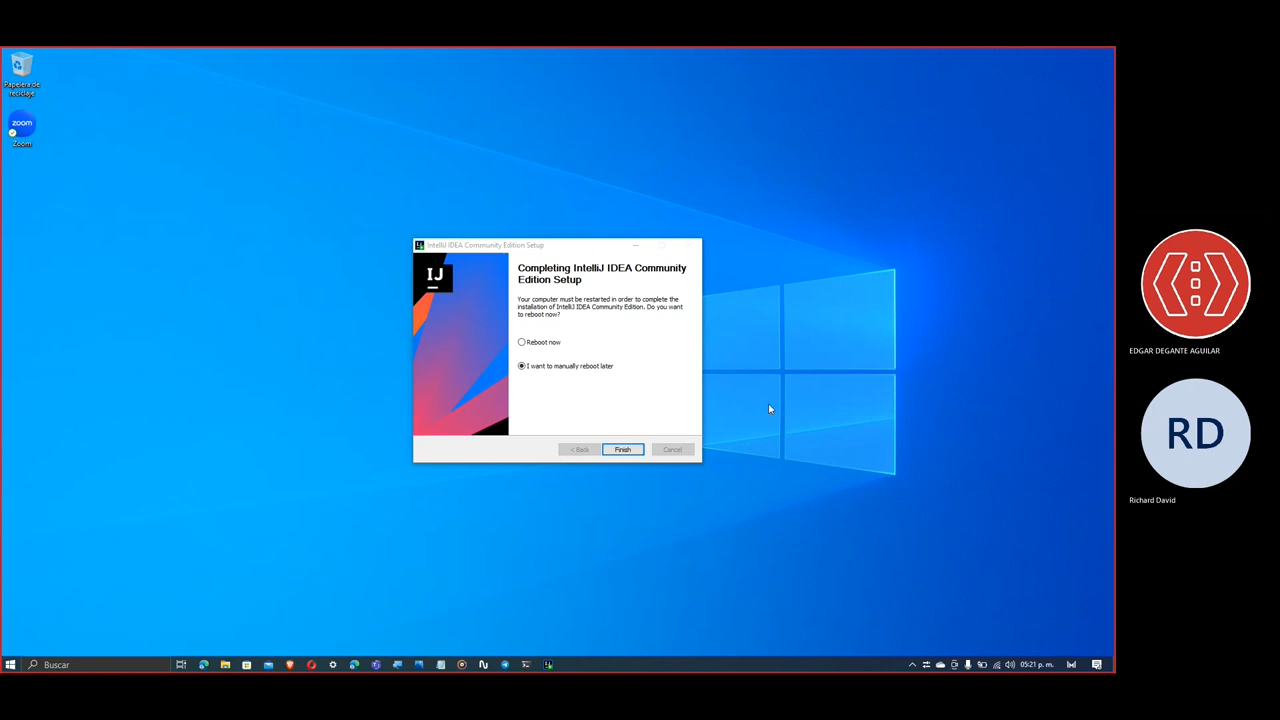 Papelera de
reciclaje
zoom
Zoom
IntelliJ IDEA Community Edition Setup
IJ
Completing IntelliJ IDEA Community
Edition Setup
Your computer must be restarted in order to complete the
installation of IntelliJ IDEA Community Edition. Do you want
to reboot now?
Reboot now
I want to manually reboot later
< Back
Finish
Cancel
EDGAR DEGANTE AGUILAR
RD
Richard David
Buscar
05:21 p. m.